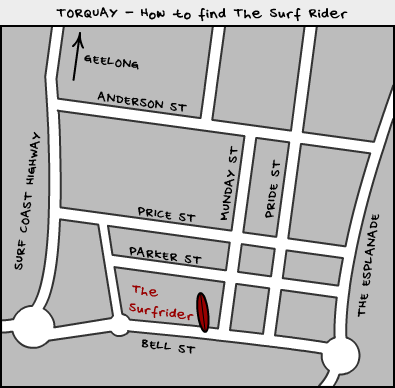 TORQUAY - How to find The Surf Rider
GEELONG
ANDERSON ST
SURF COAST HIGHWAY
MUNDAY ST
PRIDE ST
PRICE ST
THE ESPLANADE
PARKER ST
The
Surfrider
BELL ST